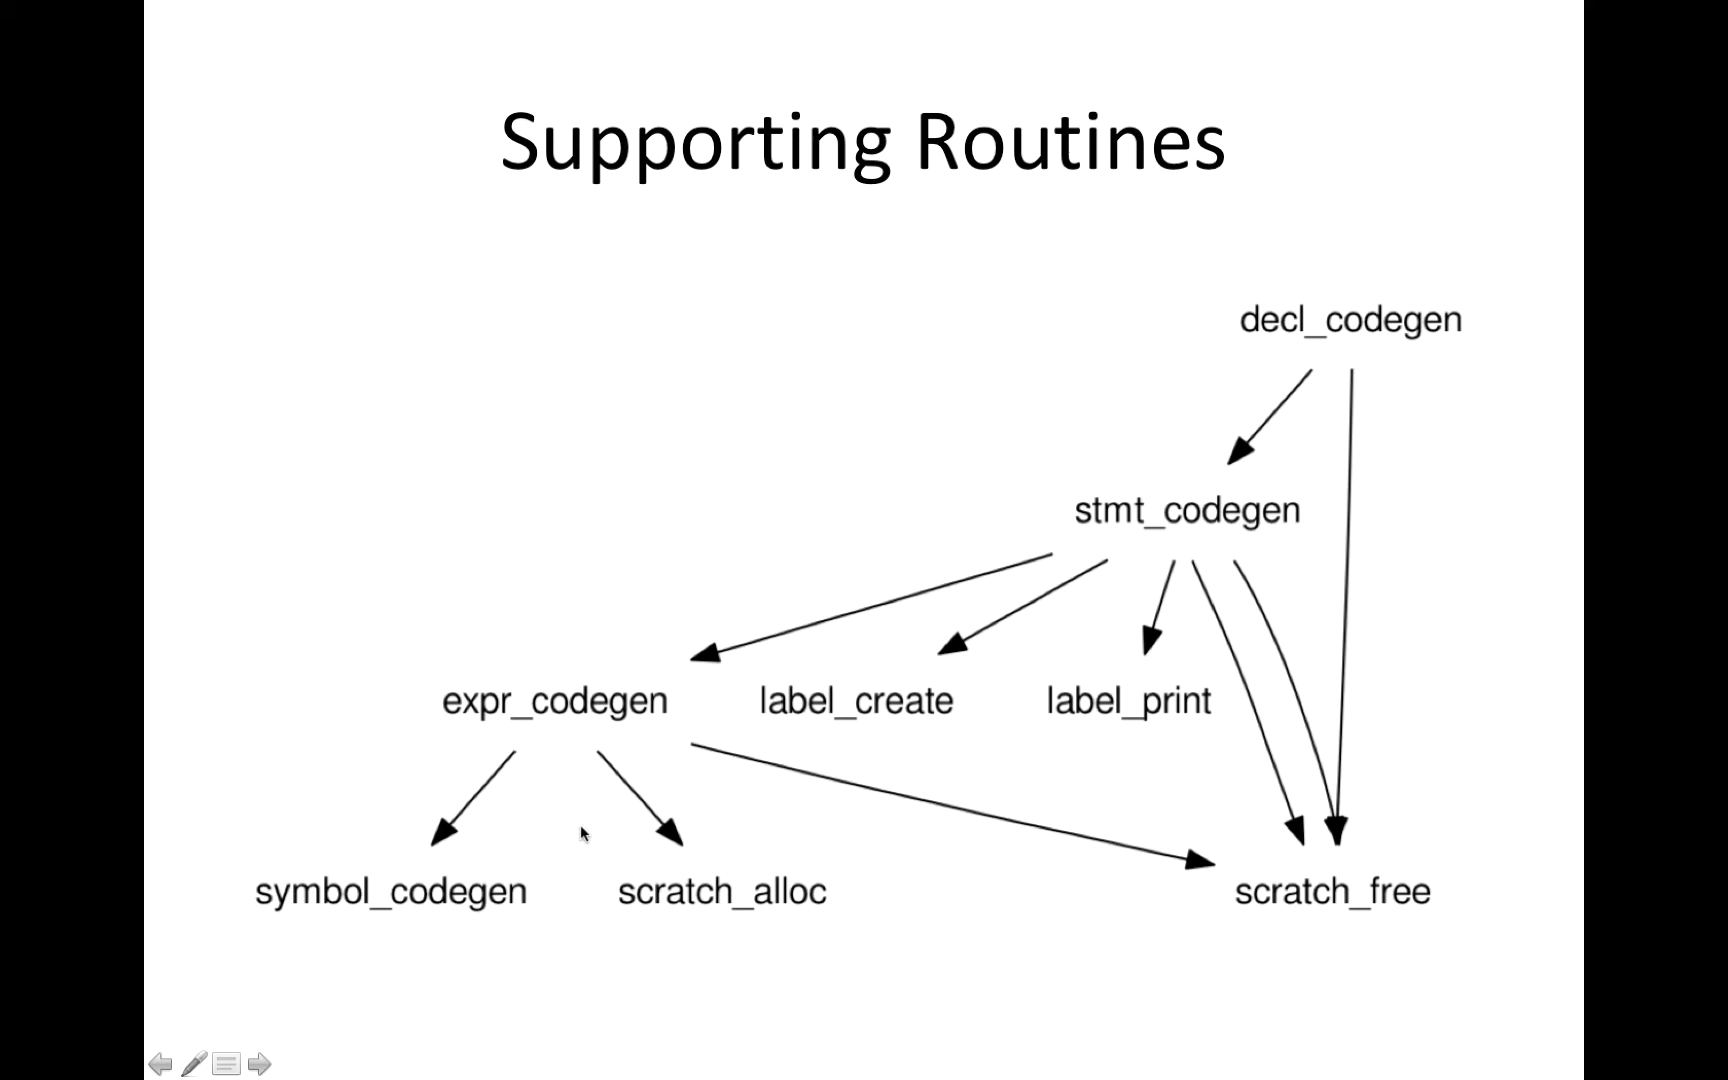 Supporting Routines
decl_codegen
stmt_codegen
expr_codegen label_create label_print
symbol_codegen scratch_alloc scratch_free